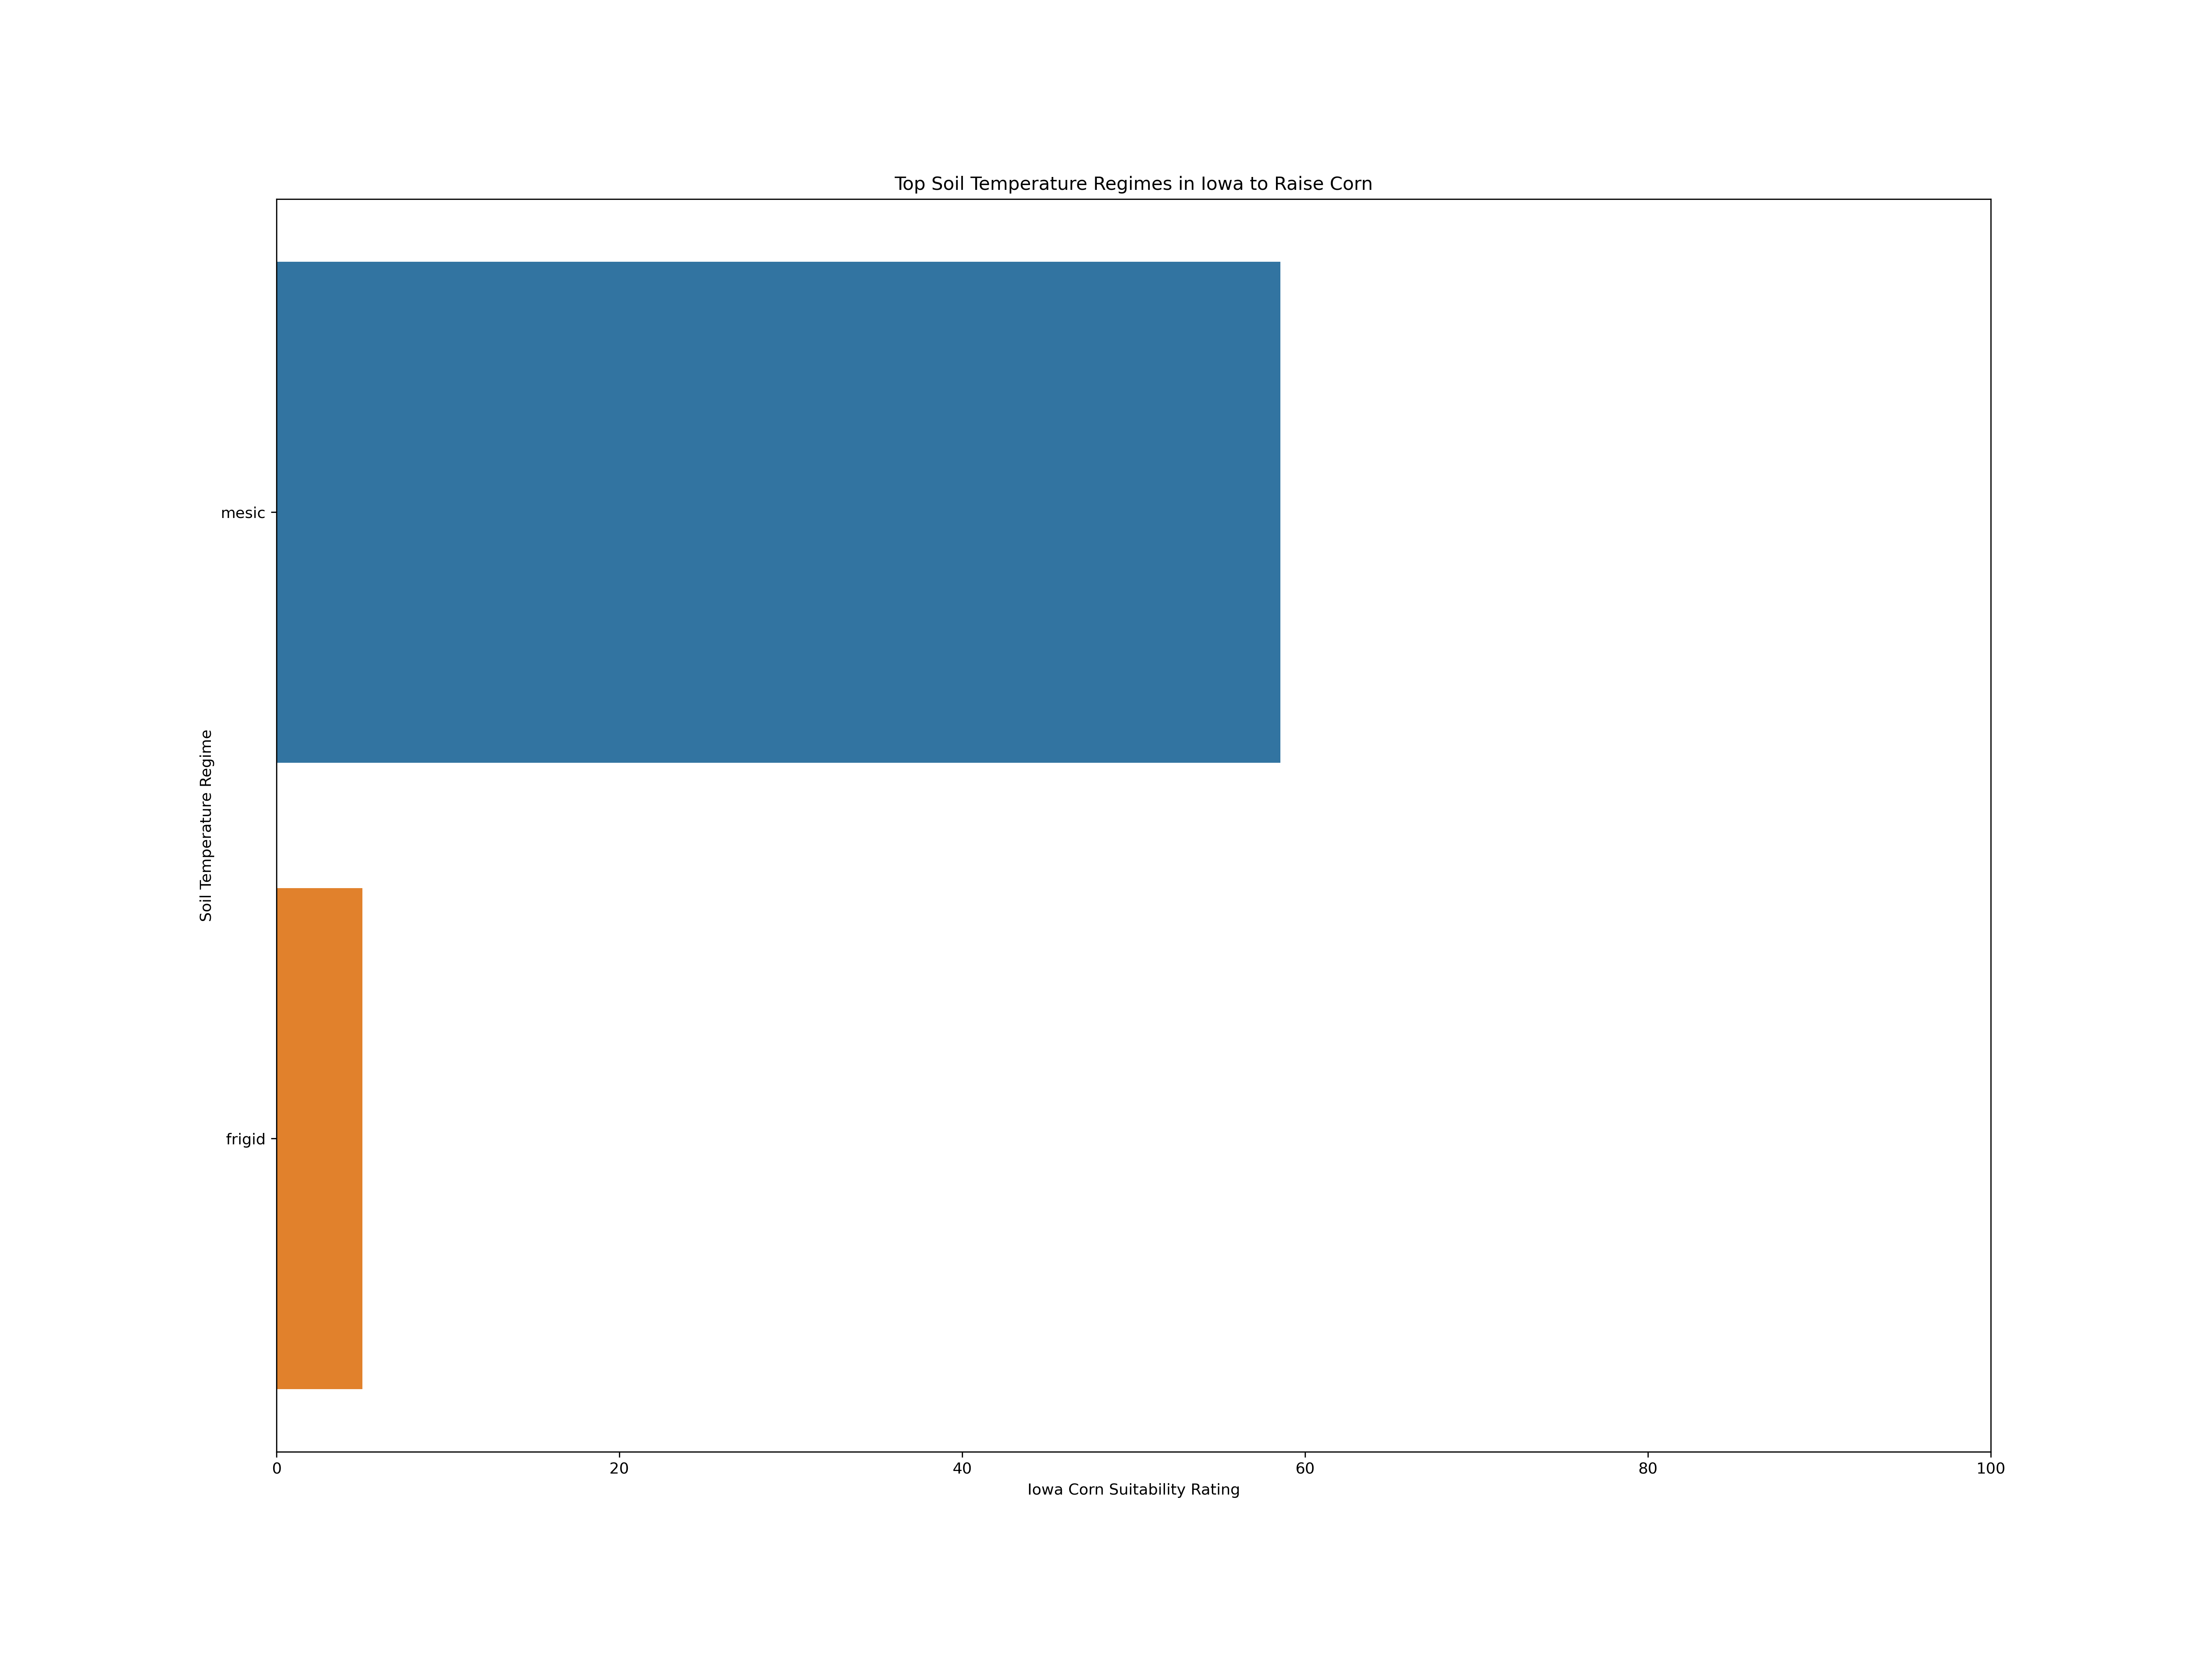 Top Soil Temperature Regimes in Iowa to Raise Corn
mesic
Soil Temperature Regime
frigid
0 20 40 60 80 100
Iowa Corn Suitability Rating